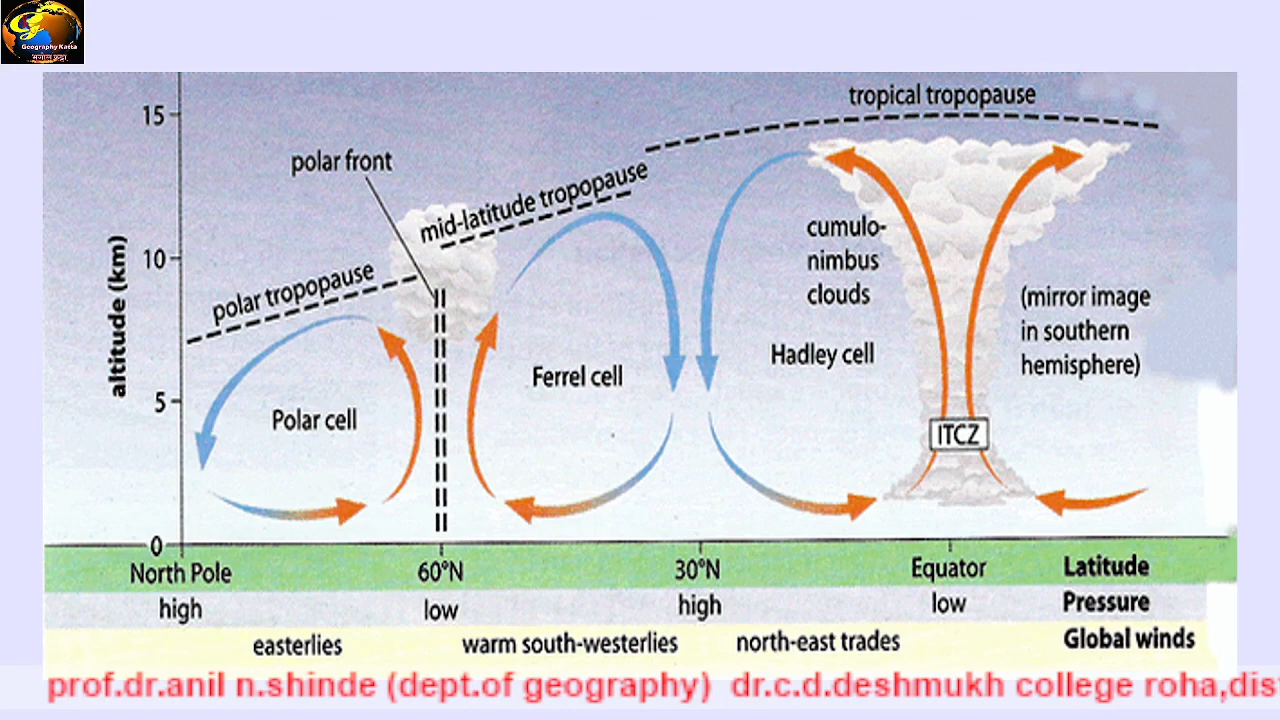 Geography Katta
भूगोल कट्टा
tropical tropopause
15
polar front
mid-latitude tropopause
cumulo-
nimbus
clouds
10
polar tropopause
(mirror image
in southern
hemisphere)
altitude (km)
Hadley cell
Ferrel cell
5
Polar cell
ITCZ
0
North Pole 60°N 30°N Equator Latitude
high low high low Pressure
easterlies warm south-westerlies north-east trades Global winds
prof.dr.anil n.shinde (dept.of geography) dr.c.d.deshmukh college roha,dist